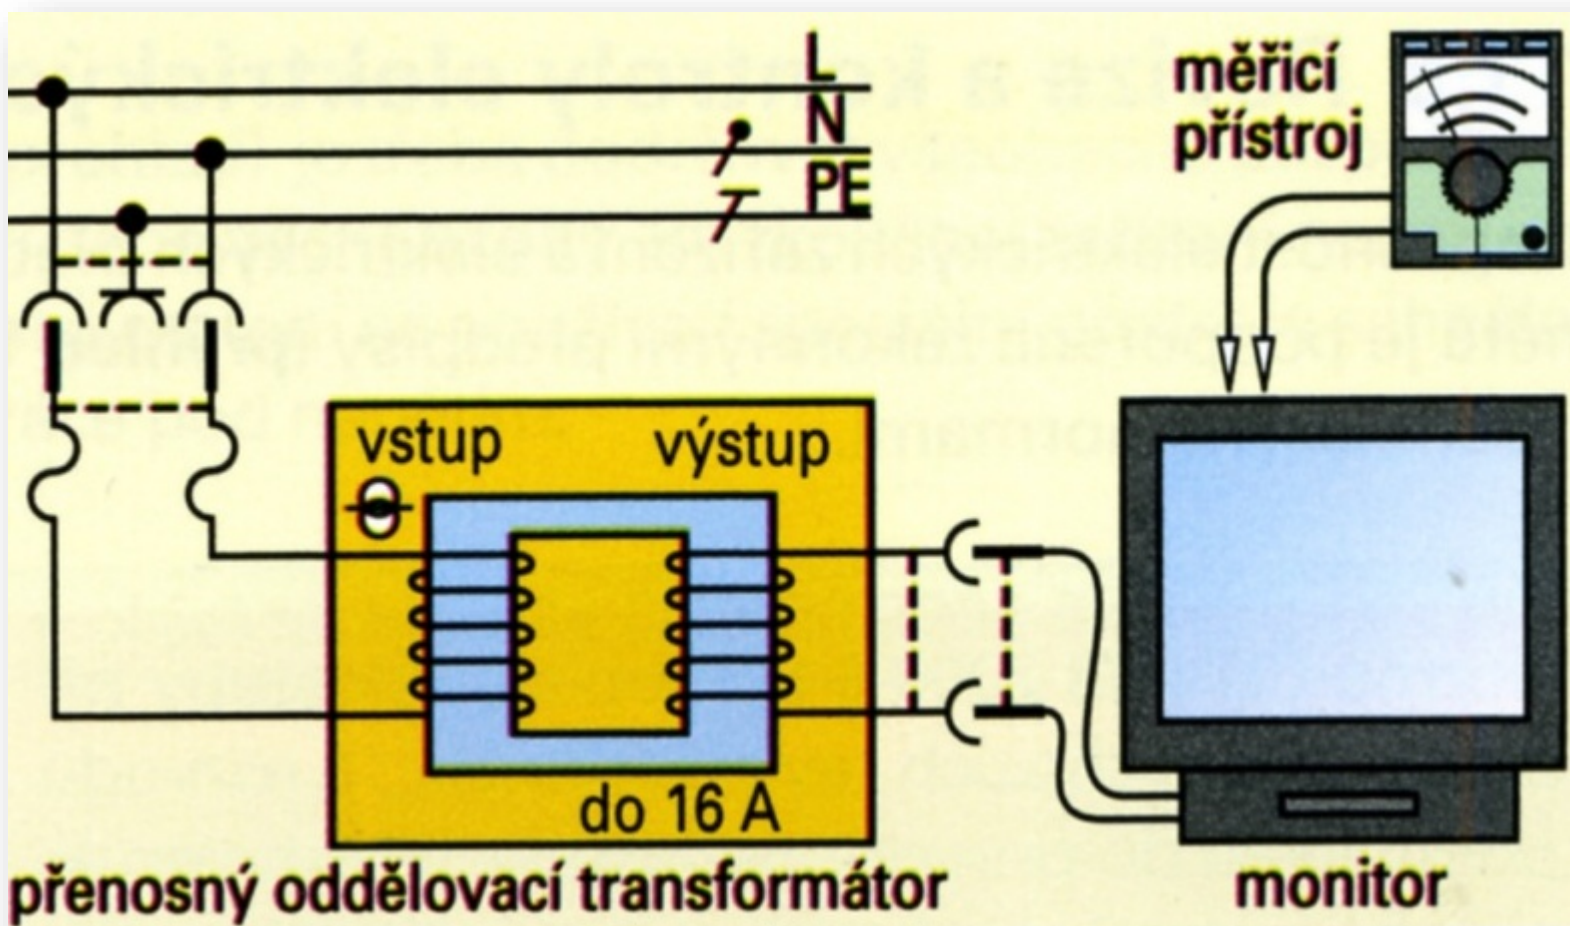 L
N
PE
měřicí
přístroj
vstup
výstup
do 16 A
přenosný oddělovací transformátor
monitor